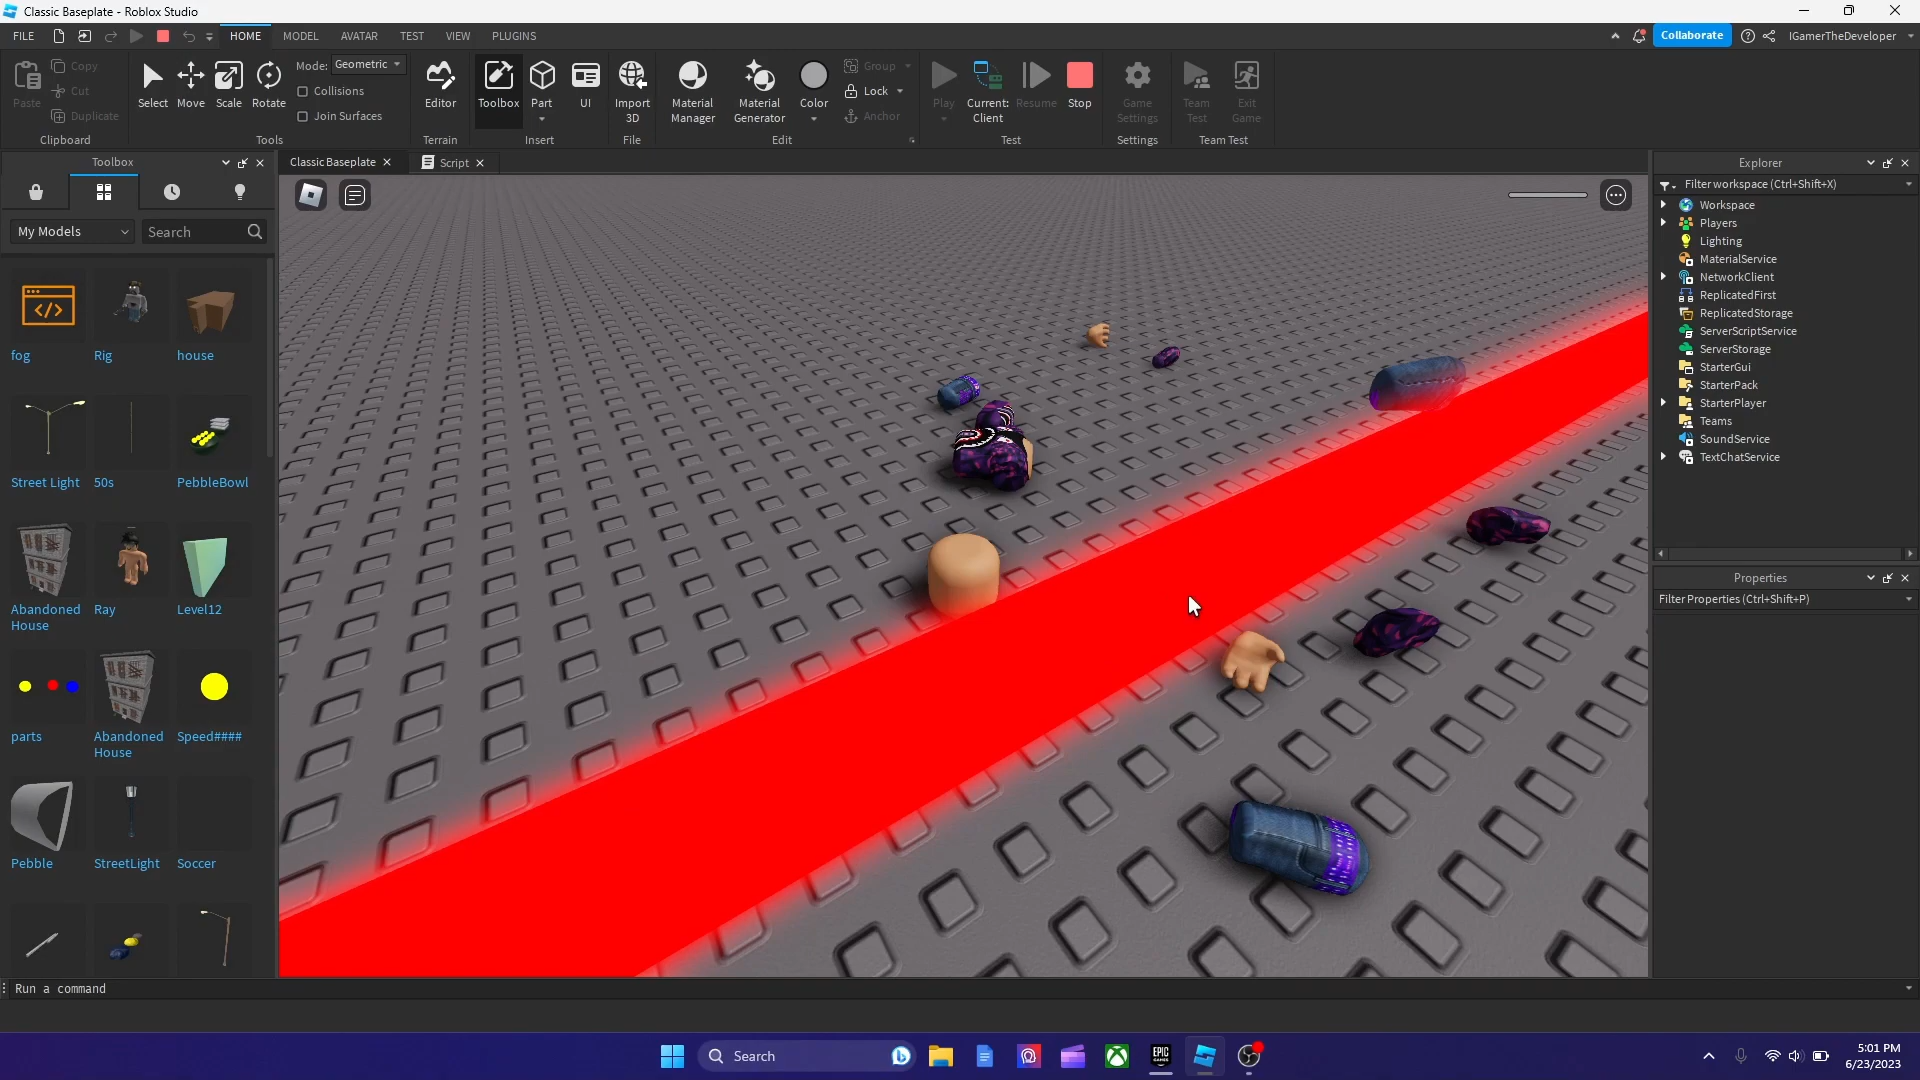 Classic Baseplate - Roblox Studio
FILE
HOME
MODEL
AVATAR
TEST
VIEW
PLUGINS
Collaborate
IGamerTheDeveloper
Paste
Copy
Cut
Duplicate
Clipboard
Select
Move
Scale
Rotate
Mode:
Geometric
Collisions
Join Surfaces
Tools
Editor
Terrain
Toolbox
Part
UI
Insert
Import
3D
File
Material
Manager
Material
Generator
Color
Group
Lock
Anchor
Edit
Play
Current:
Client
Resume
Stop
Test
Game
Settings
Settings
Team
Test
Exit
Game
Team Test
Toolbox
Classic Baseplate
Script
Explorer
Filter workspace (Ctrl+Shift+X)
Workspace
Players
Lighting
MaterialService
NetworkClient
ReplicatedFirst
ReplicatedStorage
ServerScriptService
ServerStorage
StarterGui
StarterPack
StarterPlayer
Teams
SoundService
TextChatService
Properties
Filter Properties (Ctrl+Shift+P)
My Models
Search
fog
Rig
house
Street Light
50s
PebbleBowl
Abandoned
House
Ray
Level12
parts
Abandoned
House
Speed####
Pebble
StreetLight
Soccer
Run a command
Search
EPIC
GAMES
5:01 PM
6/23/2023